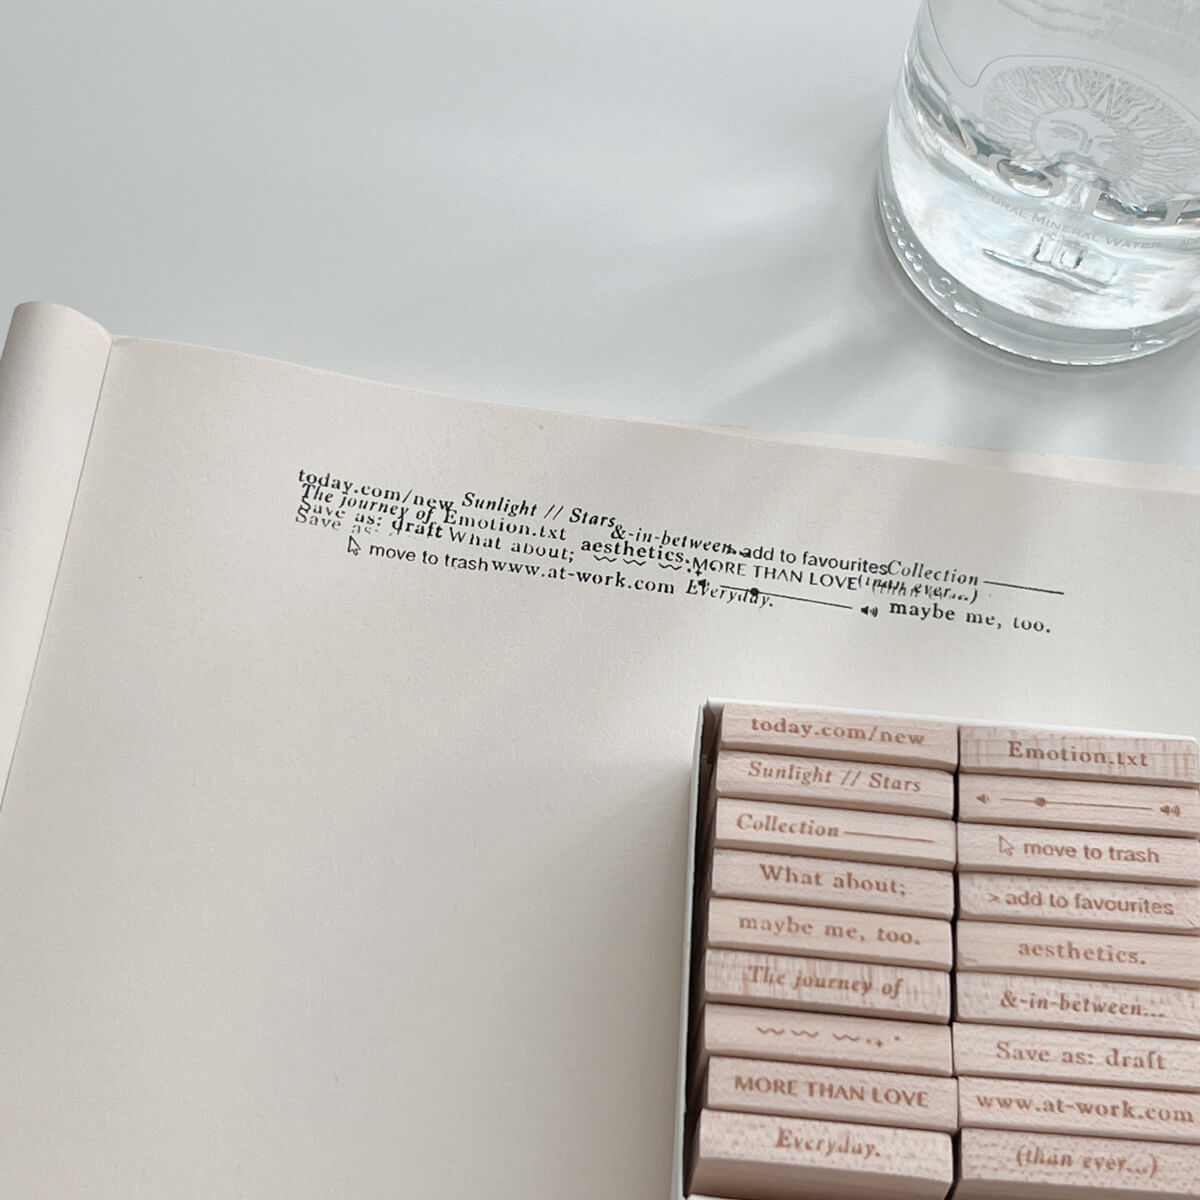 NATURAL MINERAL WATER
today.com/new Sunlight // Stars &-in-between... add to favourites Collection
The journey of Emotion.txt aesthetics. MORE THAN LOVE (than ever...)
Save as: draft What about; Everyday. maybe me, too.
Save as:
move to trash www.at-work.com
today.com/new
Sunlight // Stars
Collection
What about;
maybe me, too.
The journey of
MORE THAN LOVE
Everyday.
Emotion.txt
move to trash
> add to favourites
aesthetics.
&-in-between...
Save as: draft
www.at-work.com
(than ever...)